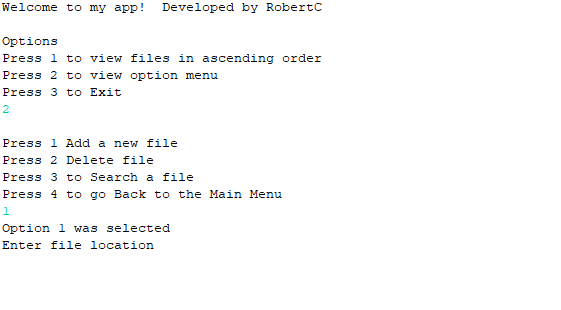 Welcome to my app!  Developed by RobertC
Options
Press 1 to view files in ascending order
Press 2 to view option menu
Press 3 to Exit
2
Press 1 Add a new file
Press 2 Delete file
Press 3 to Search a file
Press 4 to go Back to the Main Menu
1
Option 1 was selected
Enter file location